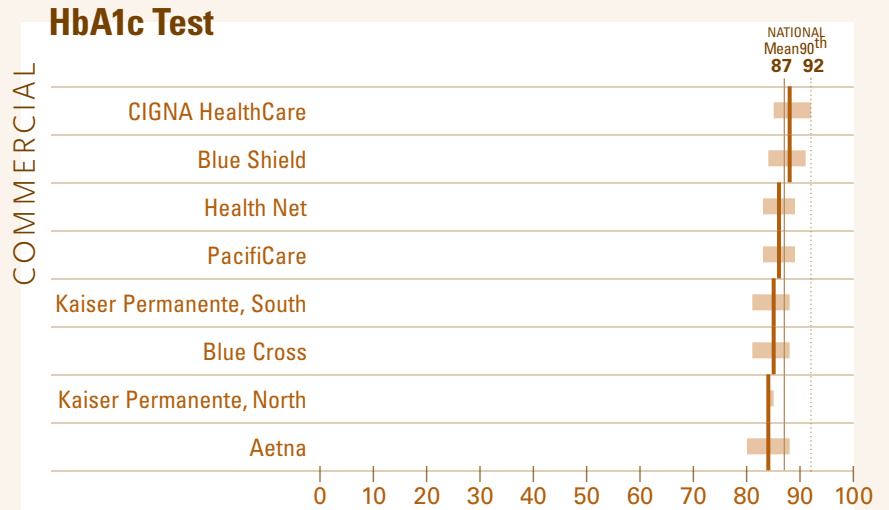 HbA1c Test
NATIONAL
Mean 90th
87 92
COMMERCIAL
CIGNA HealthCare
Blue Shield
Health Net
PacifiCare
Kaiser Permanente, South
Blue Cross
Kaiser Permanente, North
Aetna
0 10 20 30 40 50 60 70 80 90 100